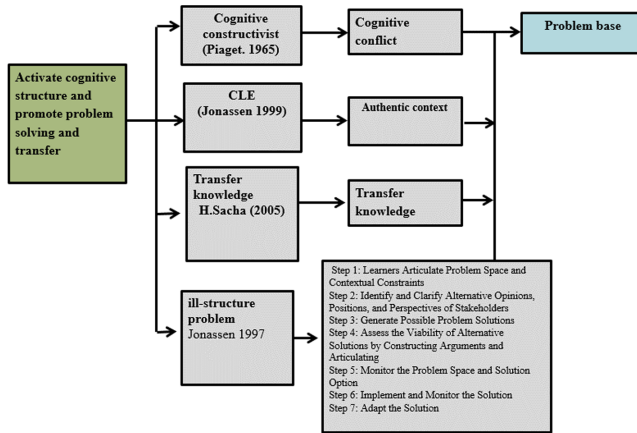 Activate cognitive
structure and
promote problem
solving and
transfer
Cognitive
constructivist
(Piaget. 1965)
Cognitive
conflict
Problem base
CLE
(Jonassen 1999)
Authentic context
Transfer
knowledge
H.Sacha (2005)
Transfer
knowledge
ill-structure
problem
Jonassen 1997
Step 1: Learners Articulate Problem Space and
Contextual Constraints
Step 2: Identify and Clarify Alternative Opinions,
Positions, and Perspectives of Stakeholders
Step 3: Generate Possible Problem Solutions
Step 4: Assess the Viability of Alternative
Solutions by Constructing Arguments and
Articulating
Step 5: Monitor the Problem Space and Solution
Option
Step 6: Implement and Monitor the Solution
Step 7: Adapt the Solution